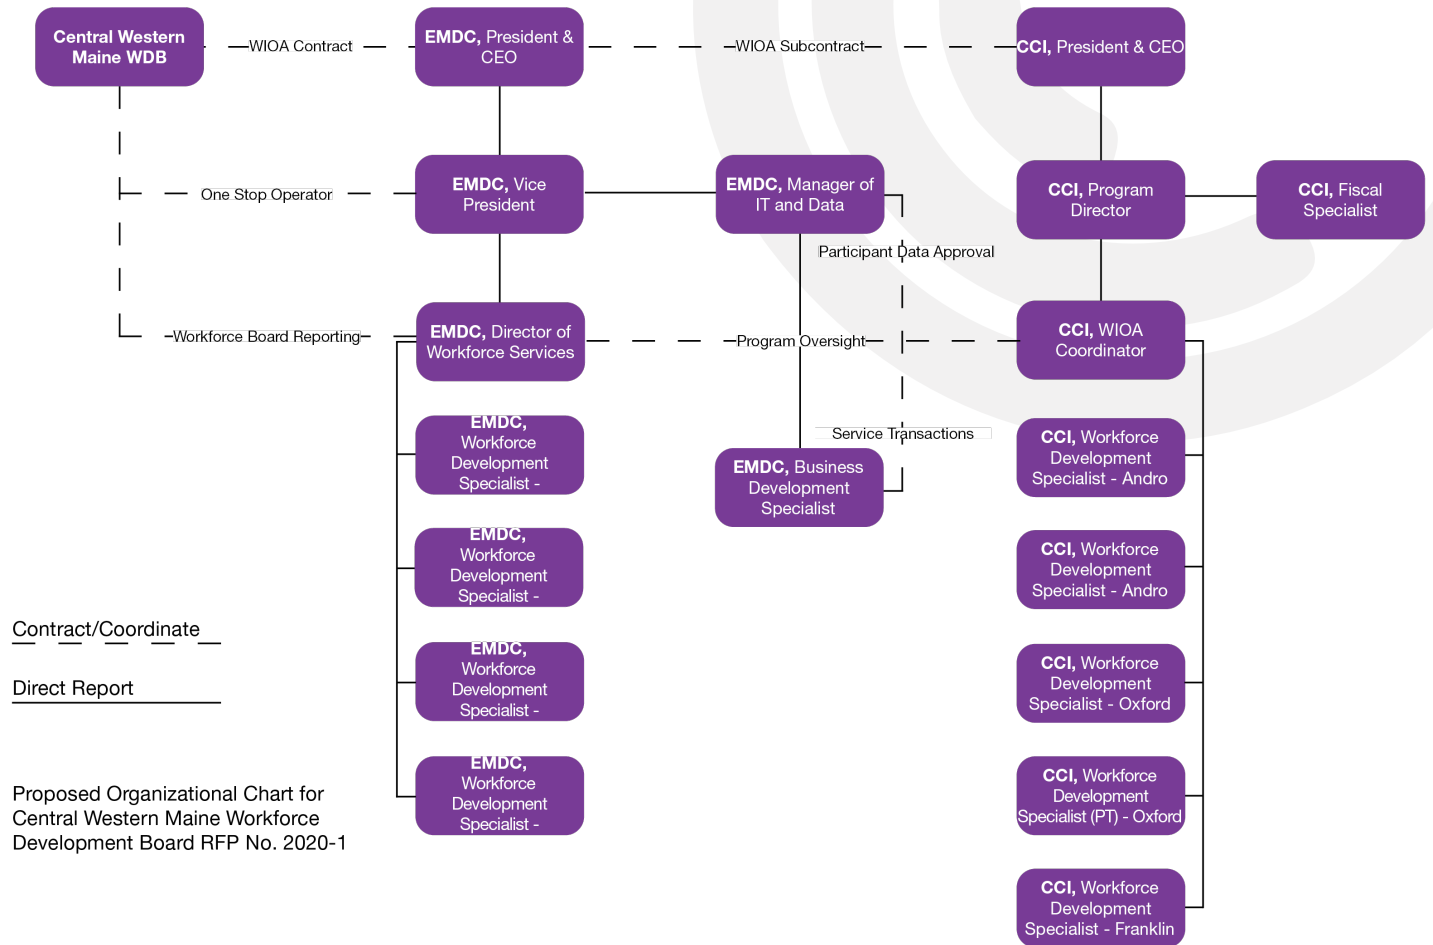 Central Western
Maine WDB
WIOA Contract
EMDC, President &
CEO
WIOA Subcontract
CCI, President & CEO
One Stop Operator
EMDC, Vice
President
EMDC, Manager of
IT and Data
CCI, Program
Director
CCI, Fiscal
Specialist
Participant Data Approval
Workforce Board Reporting
EMDC, Director of
Workforce Services
Program Oversight
CCI, WIOA
Coordinator
EMDC,
Workforce
Development
Specialist -
Service Transactions
EMDC, Business
Development
Specialist
CCI, Workforce
Development
Specialist - Andro
EMDC,
Workforce
Development
Specialist -
CCI, Workforce
Development
Specialist - Andro
Contract/Coordinate
Direct Report
EMDC,
Workforce
Development
Specialist -
CCI, Workforce
Development
Specialist - Oxford
EMDC,
Workforce
Development
Specialist -
CCI, Workforce
Development
Specialist (PT) - Oxford
Proposed Organizational Chart for
Central Western Maine Workforce
Development Board RFP No. 2020-1
CCI, Workforce
Development
Specialist - Franklin